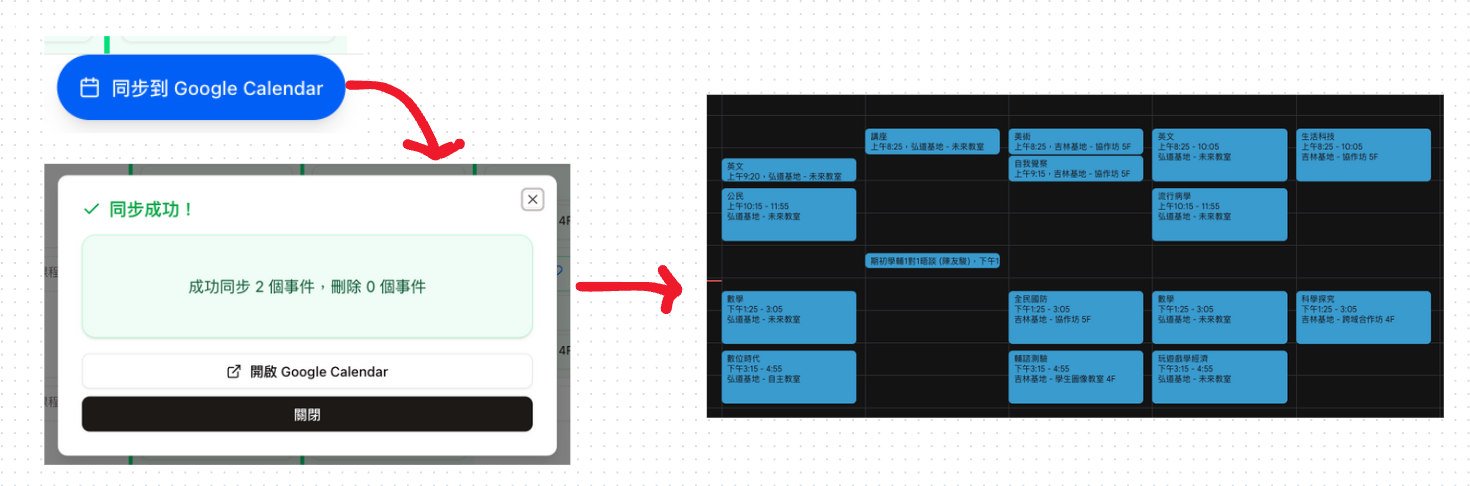 同步到 Google Calendar
同步成功！
成功同步 2 個事件，刪除 0 個事件
開啟 Google Calendar
關閉
4F
課程
4F
課程
英文
上午9:20，弘道基地 - 未來教室
公民
上午10:15 - 11:55
弘道基地 - 未來教室
數學
下午1:25 - 3:05
弘道基地 - 未來教室
數位時代
下午3:15 - 4:55
弘道基地 - 自主教室
講座
上午8:25，弘道基地 - 未來教室
期初學輔1對1晤談 (陳友駿)，下午1
美術
上午8:25，吉林基地 - 協作坊 5F
自我覺察
上午9:15，吉林基地 - 協作坊 5F
全民國防
下午1:25 - 3:05
吉林基地 - 協作坊 5F
輔諮測驗
下午3:15 - 4:55
吉林基地 - 學生圖像教室 4F
英文
上午8:25 - 10:05
弘道基地 - 未來教室
流行病學
上午10:15 - 11:55
弘道基地 - 未來教室
數學
下午1:25 - 3:05
弘道基地 - 未來教室
玩遊戲學經濟
下午3:15 - 4:55
弘道基地 - 未來教室
生活科技
上午8:25 - 10:05
吉林基地 - 協作坊 5F
科學探究
下午1:25 - 3:05
吉林基地 - 跨域合作坊 4F